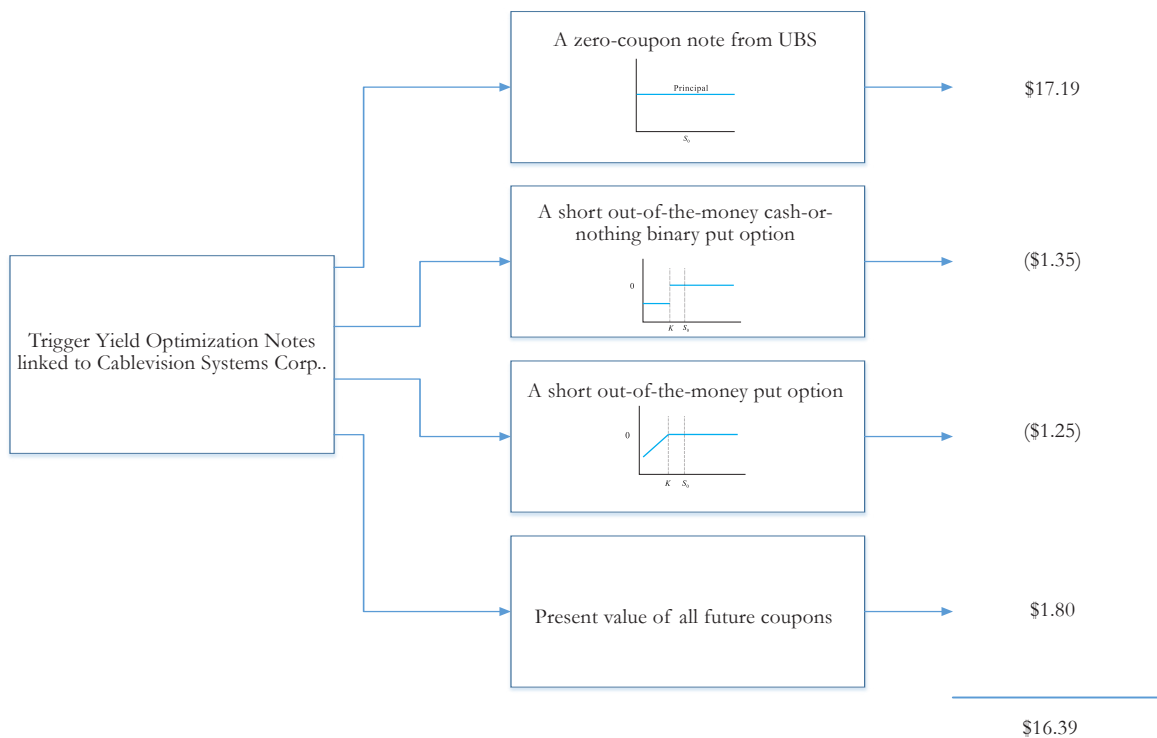 A zero-coupon note from UBS
Principal
S0
$17.19
A short out-of-the-money cash-or-
nothing binary put option
0
K
S0
($1.35)
Trigger Yield Optimization Notes
linked to Cablevision Systems Corp..
A short out-of-the-money put option
0
K
S0
($1.25)
Present value of all future coupons
$1.80
$16.39